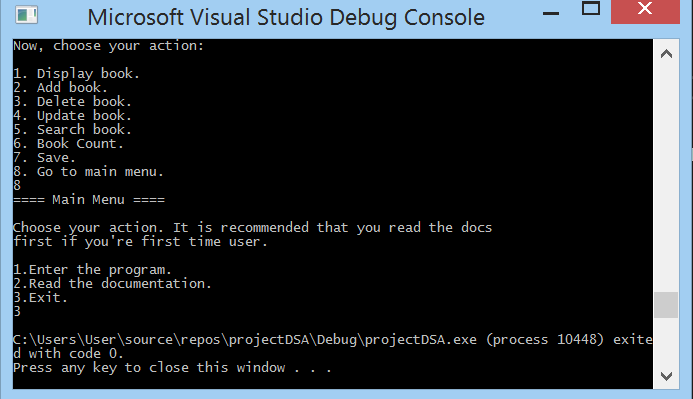 Microsoft Visual Studio Debug Console
Now, choose your action:
1. Display book.
2. Add book.
3. Delete book.
4. Update book.
5. Search book.
6. Book Count.
7. Save.
8. Go to main menu.
8
==== Main Menu ====
Choose your action. It is recommended that you read the docs
first if you're first time user.
1.Enter the program.
2.Read the documentation.
3.Exit.
3
C:\Users\User\source\repos\projectDSA\Debug\projectDSA.exe (process 10448) exite
d with code 0.
Press any key to close this window . . .